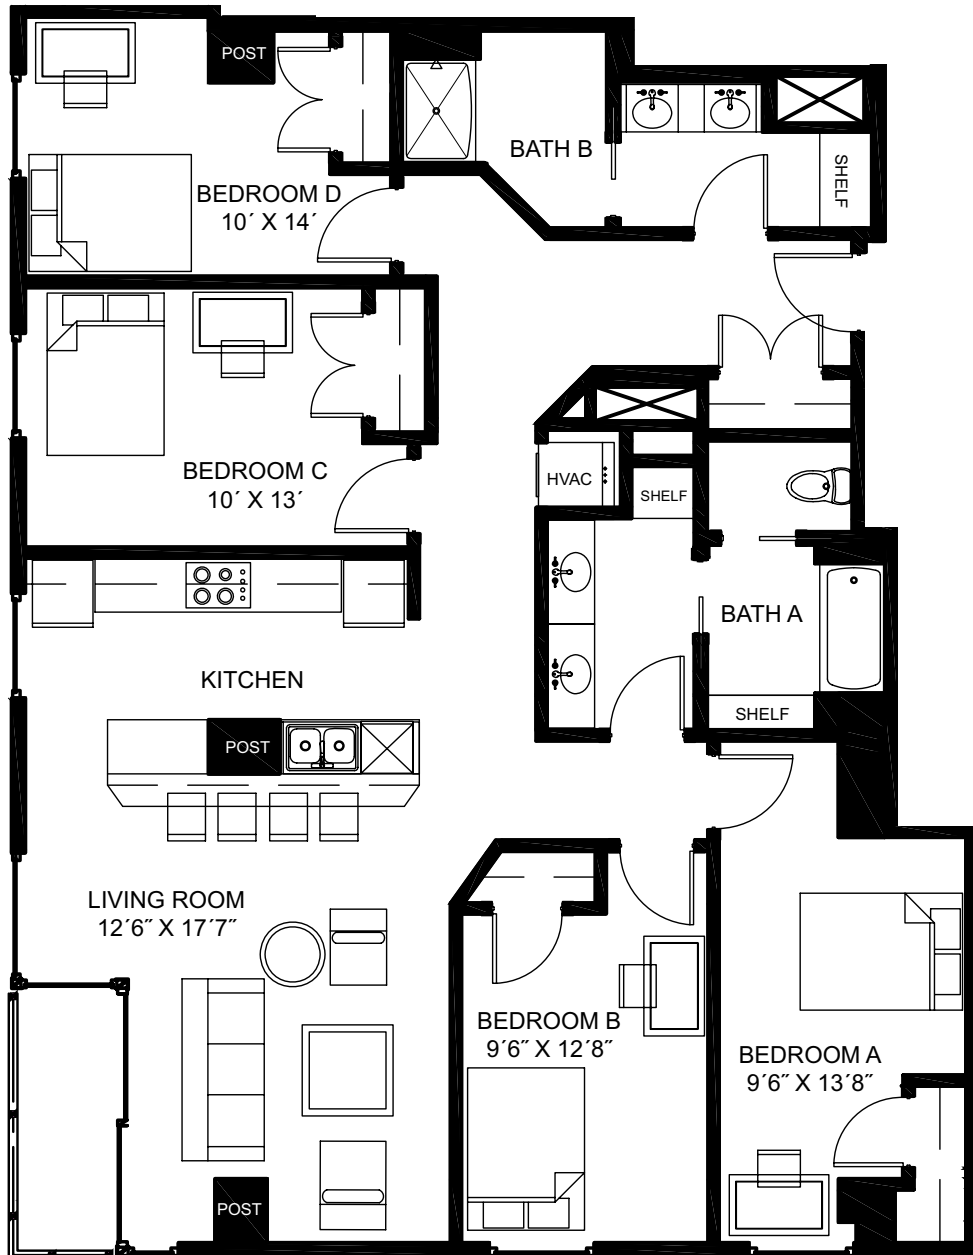 POST
BATH B
SHELF
BEDROOM D
10´ X 14´
BEDROOM C
10´ X 13´
HVAC
SHELF
BATH A
KITCHEN
SHELF
POST
LIVING ROOM
12´6˝ X 17´7˝
BEDROOM B
9´6˝ X 12´8˝
BEDROOM A
9´6˝ X 13´8˝
POST